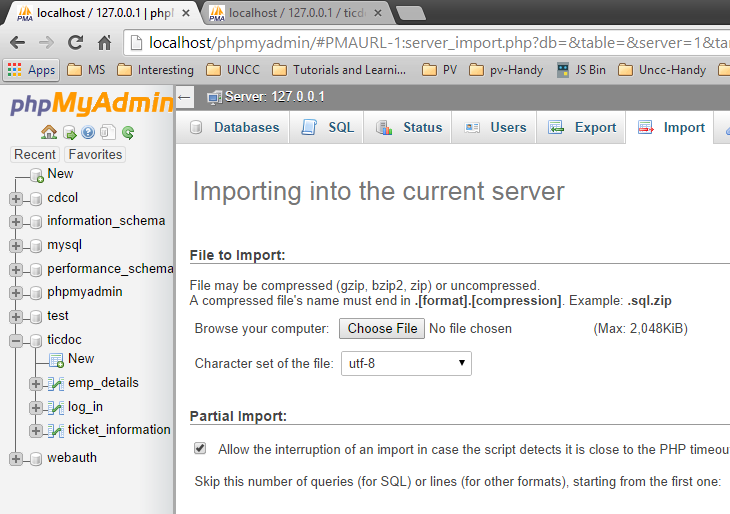 localhost / 127.0.0.1 | phpM
localhost / 127.0.0.1 / ticdo
localhost/phpmyadmin/#PMAURL-1:server_import.php?db=&table=&server=1&tar
Apps MS Interesting UNCC Tutorials and Learni... PV pv-Handy JS Bin Uncc-Handy
phpMyAdmin
Recent Favorites
New
cdcol
information_schema
mysql
performance_schema
phpmyadmin
test
ticdoc
New
emp_details
log_in
ticket_information
webauth
Server: 127.0.0.1
Databases SQL Status Users Export Import
Importing into the current server
File to Import:
File may be compressed (gzip, bzip2, zip) or uncompressed.
A compressed file's name must end in .[format].[compression]. Example: .sql.zip
Browse your computer: Choose File No file chosen (Max: 2,048KiB)
Character set of the file: utf-8
Partial Import:
Allow the interruption of an import in case the script detects it is close to the PHP timeou
Skip this number of queries (for SQL) or lines (for other formats), starting from the first one: